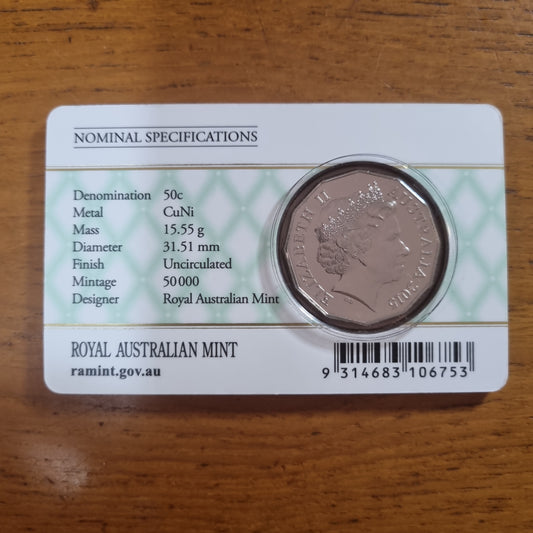 NOMINAL SPECIFICATIONS
Denomination 50c
Metal CuNi
Mass 15.55 g
Diameter 31.51 mm
Finish Uncirculated
Mintage 50 000
Designer Royal Australian Mint
ELIZABETH II AUSTRALIA 2015
ROYAL AUSTRALIAN MINT
ramint.gov.au
9 314683 106753